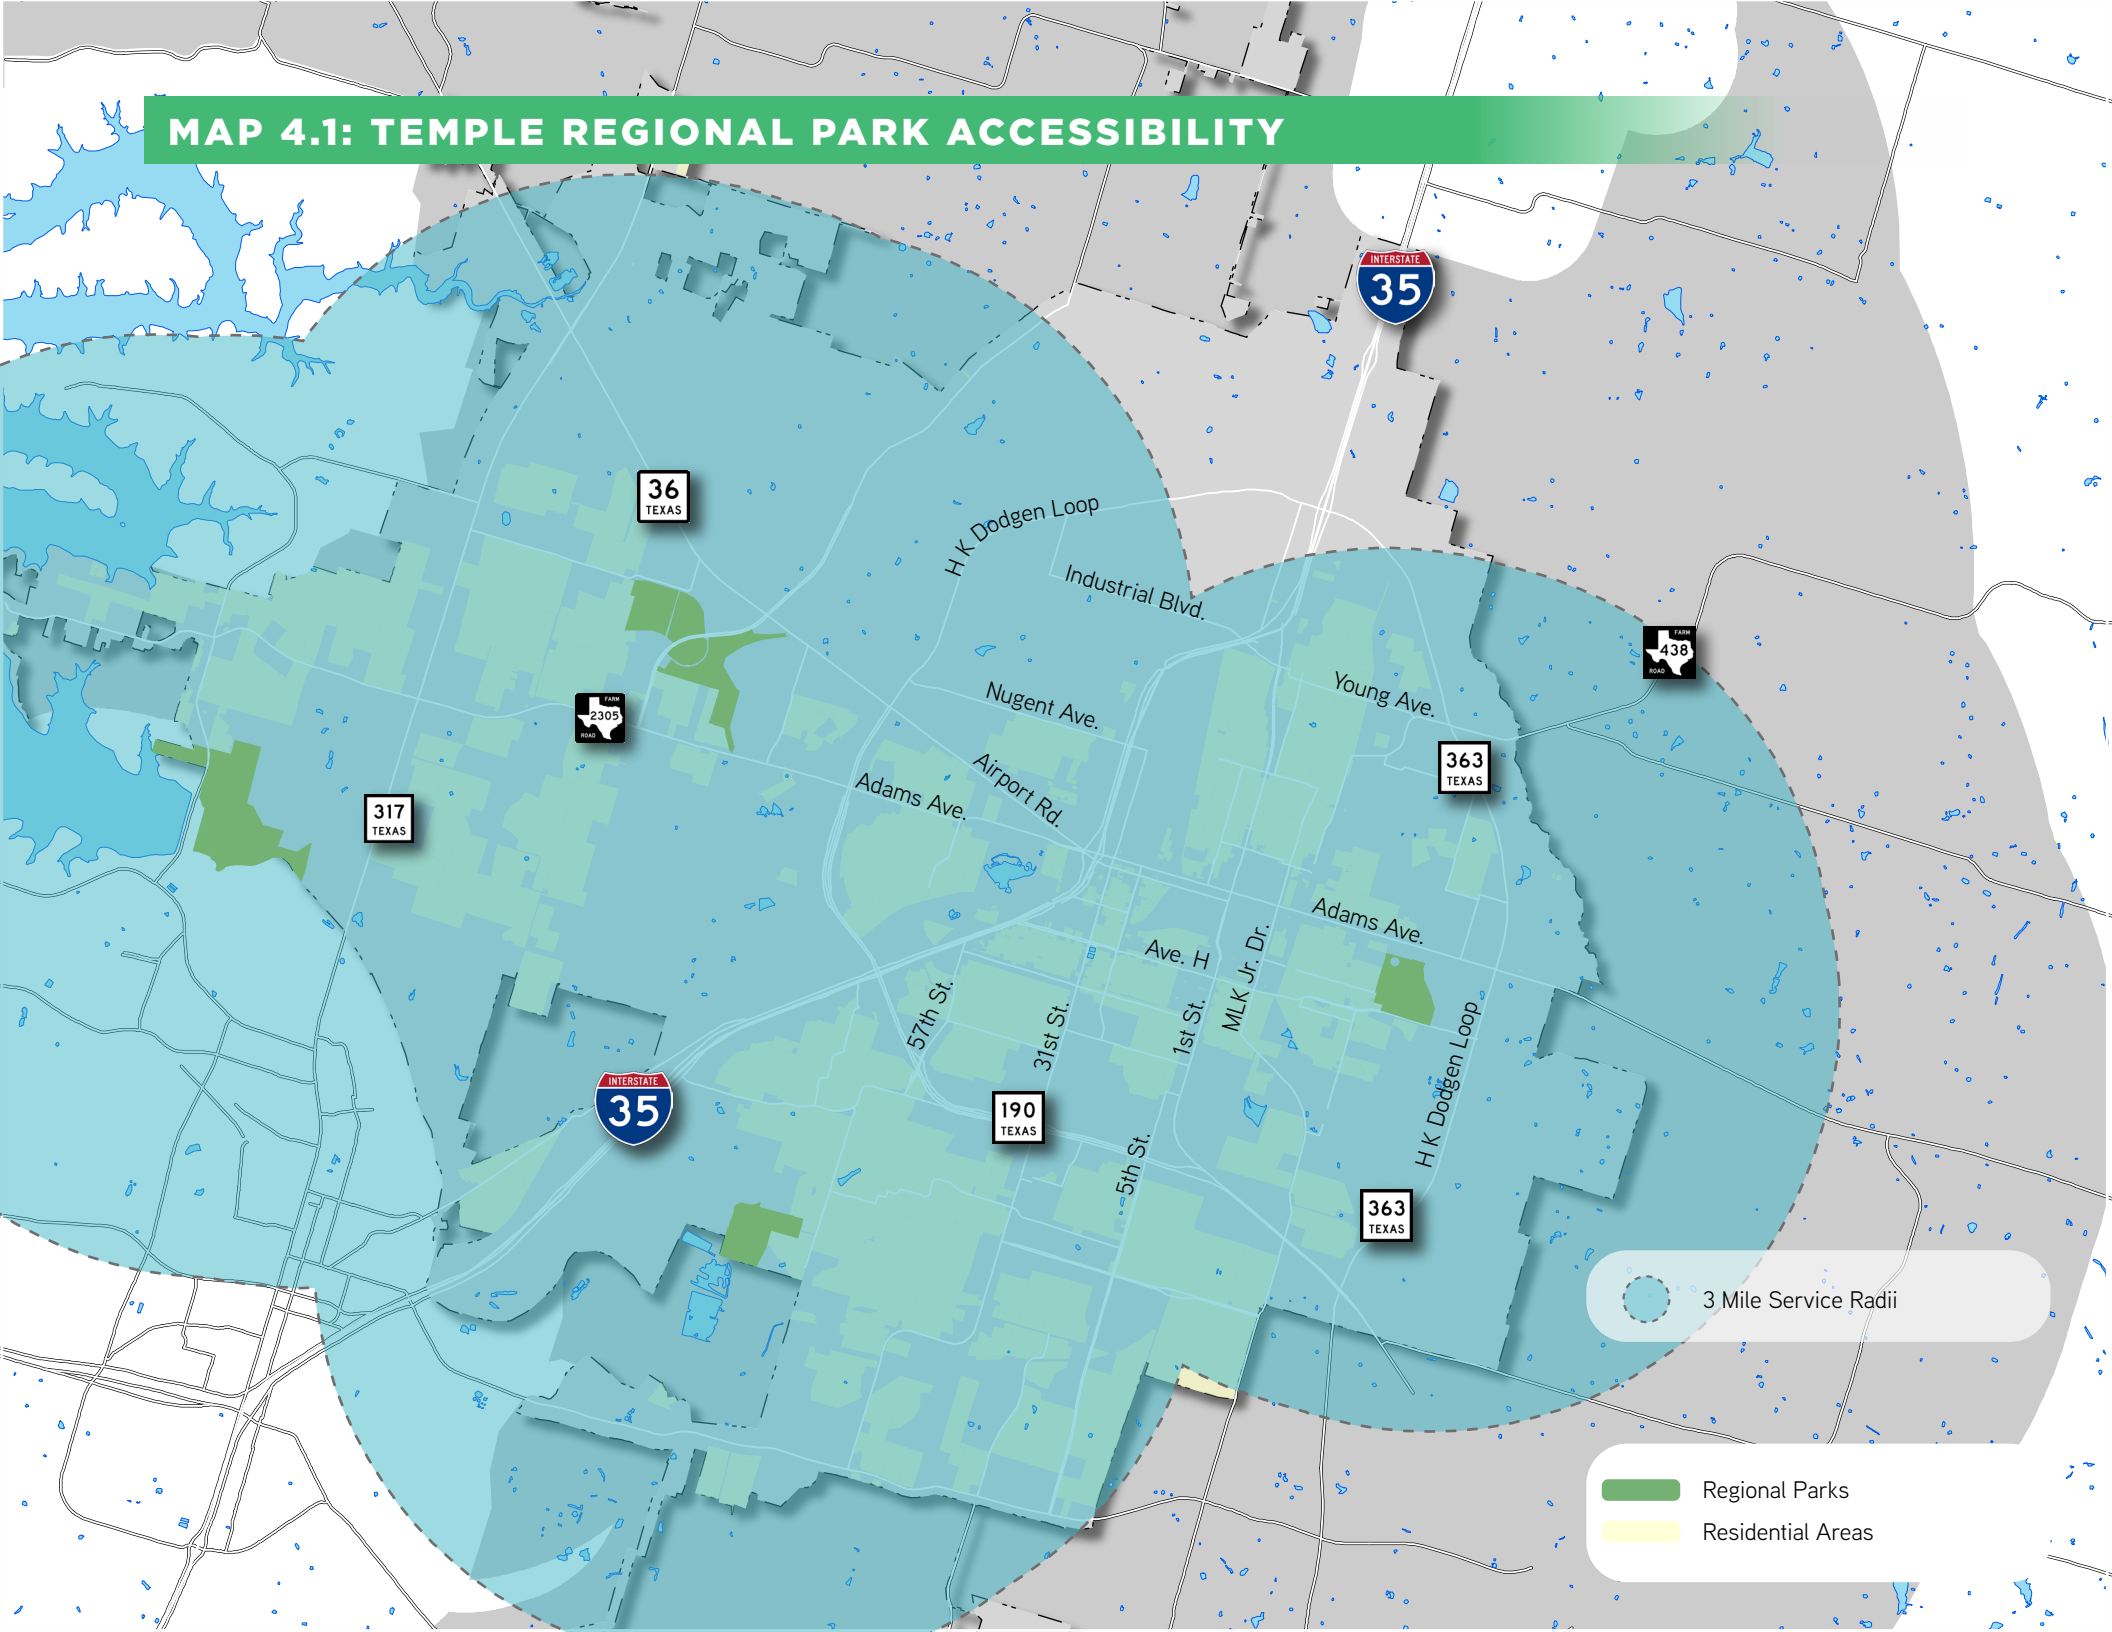 MAP 4.1: TEMPLE REGIONAL PARK ACCESSIBILITY
INTERSTATE
35
36
TEXAS
H K Dodgen Loop
Industrial Blvd.
FARM
438
ROAD
Young Ave.
Nugent Ave.
FARM
2305
ROAD
363
TEXAS
Airport Rd.
Adams Ave.
317
TEXAS
Adams Ave.
Ave. H
MLK Jr. Dr.
57th St.
31st St.
1st St.
H K Dodgen Loop
INTERSTATE
35
190
TEXAS
5th St.
363
TEXAS
3 Mile Service Radii
Regional Parks
Residential Areas